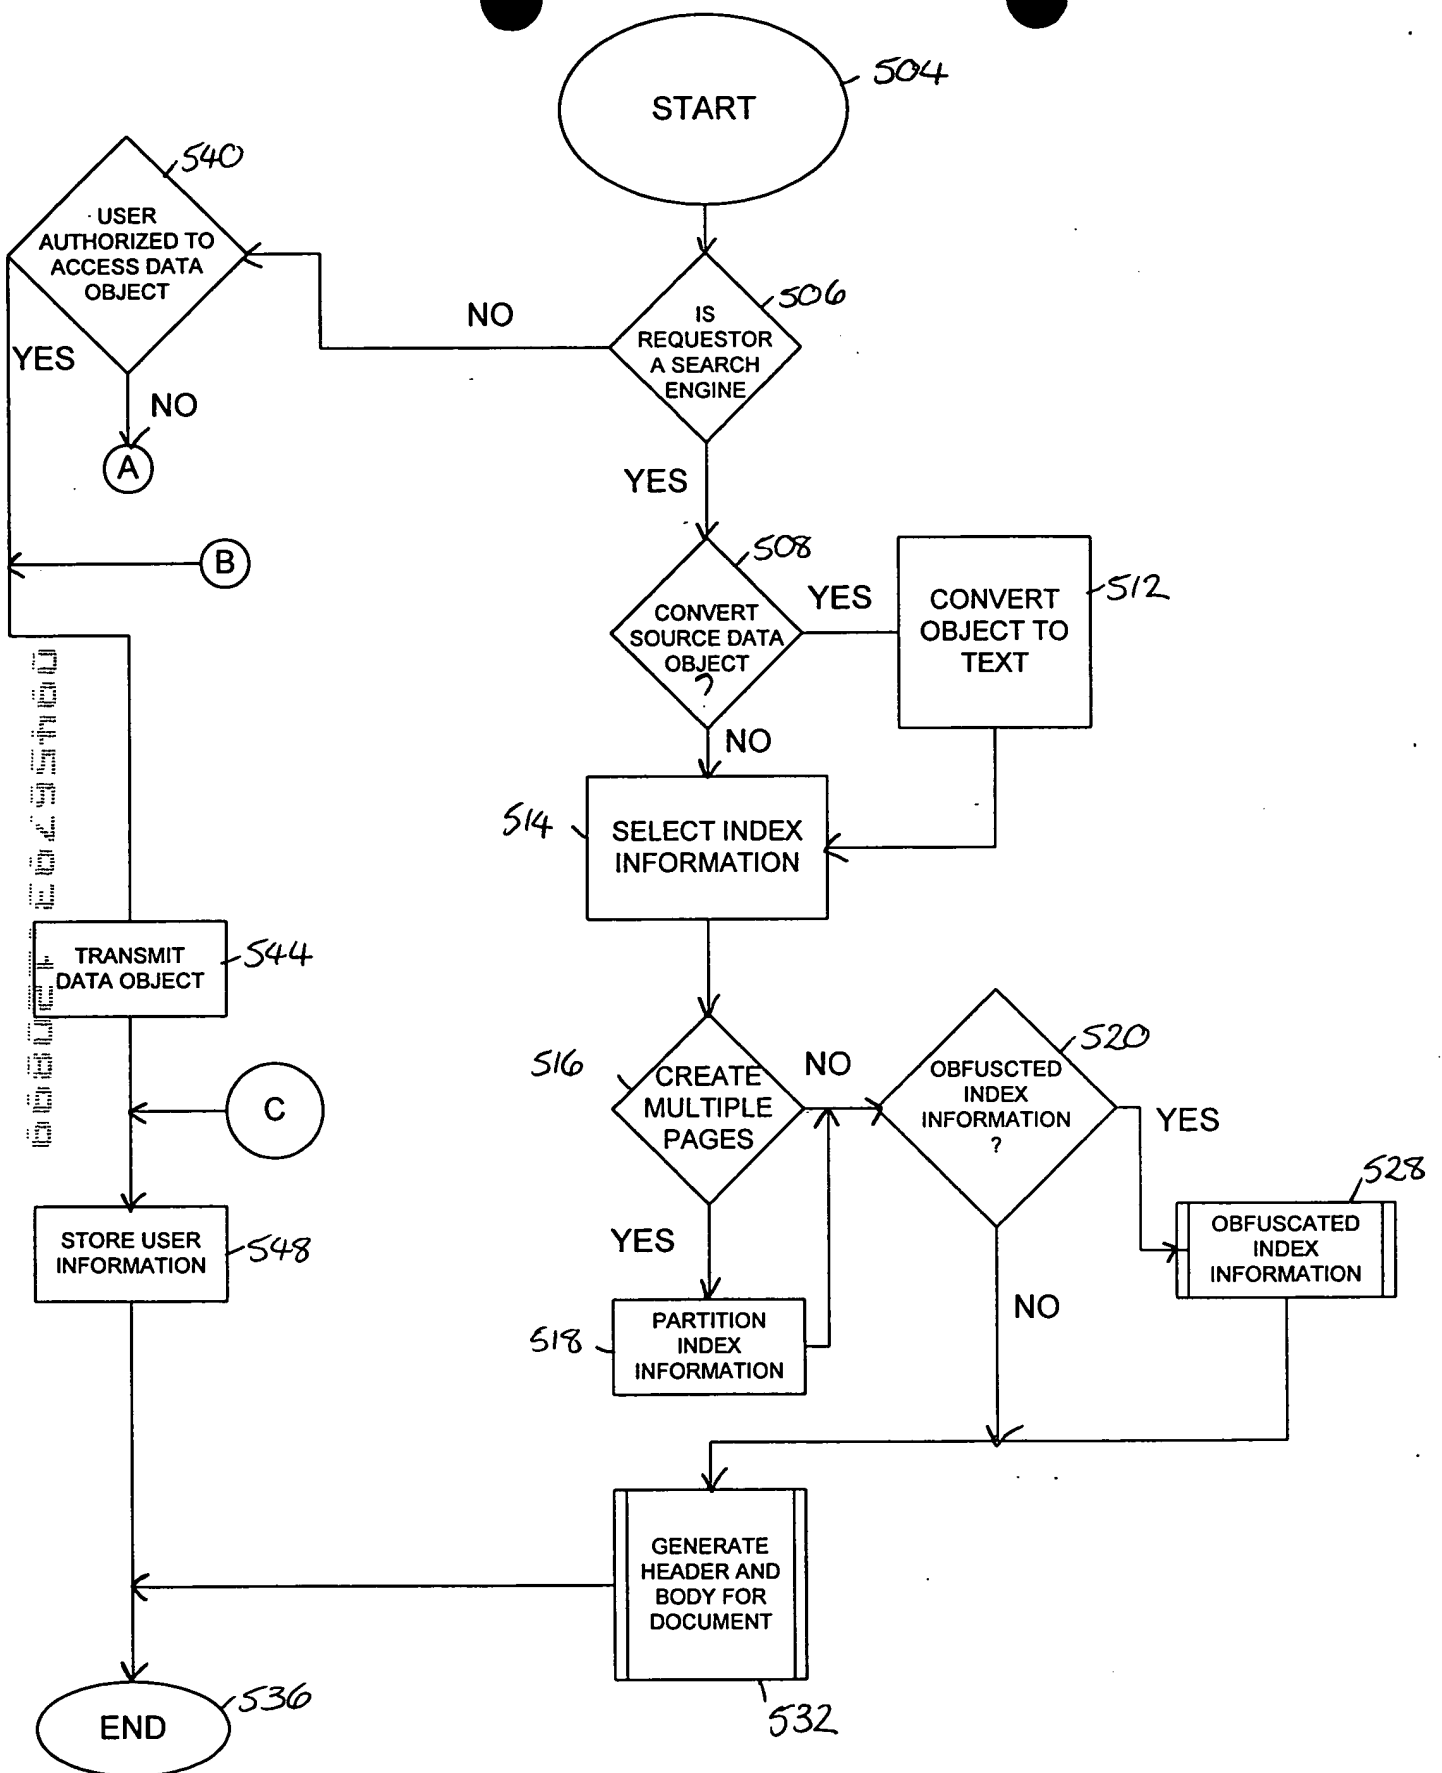 START
504
540
USER
AUTHORIZED TO
ACCESS DATA
OBJECT
506
IS
REQUESTOR
A SEARCH
ENGINE
NO
YES
NO
A
YES
B
508
CONVERT
SOURCE DATA
OBJECT
?
YES
CONVERT
OBJECT TO
TEXT
512
NO
514
SELECT INDEX
INFORMATION
TRANSMIT
DATA OBJECT
544
516
CREATE
MULTIPLE
PAGES
NO
OBFUSCTED
INDEX
INFORMATION
?
520
YES
C
528
OBFUSCATED
INDEX
INFORMATION
STORE USER
INFORMATION
548
YES
NO
518
PARTITION
INDEX
INFORMATION
GENERATE
HEADER AND
BODY FOR
DOCUMENT
532
END
536